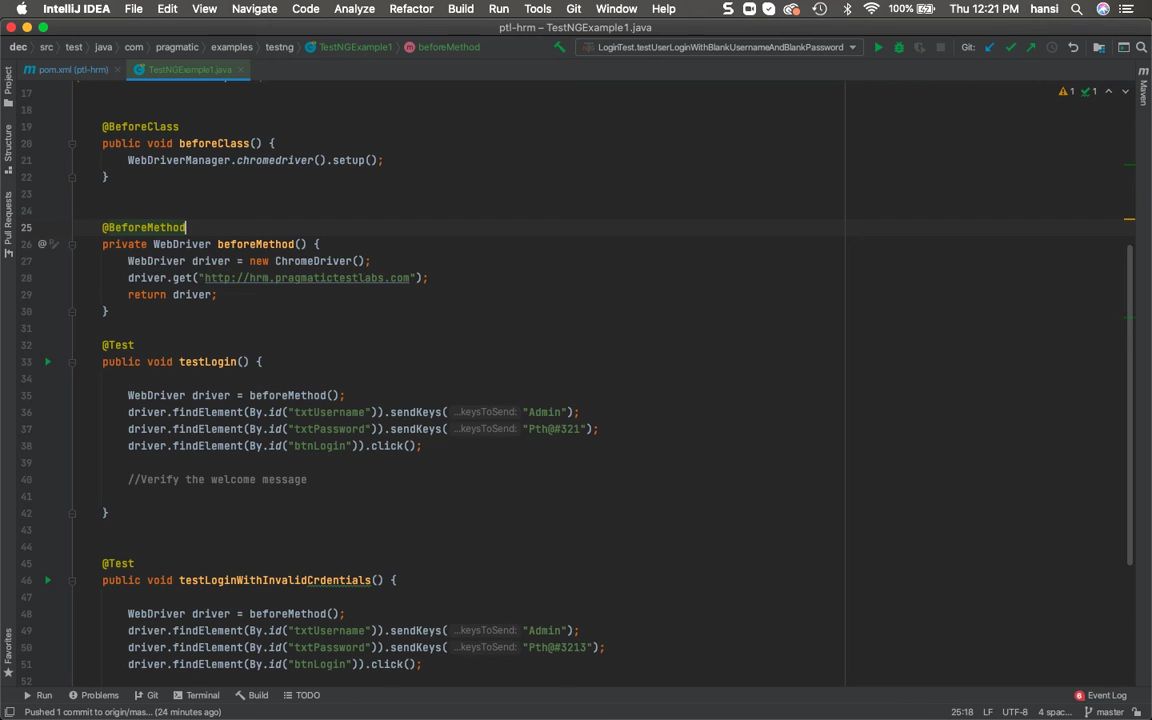 IntelliJ IDEA File Edit View Navigate Code Analyze Refactor Build Run Tools Git Window Help 100% Thu 12:21 PM hansi
ptl-hrm – TestNGExample1.java
dec src test java com pragmatic examples testng TestNGExample1 beforeMethod LoginTest.testUserLoginWithBlankUsernameAndBlankPassword Git:
Project pom.xml (ptl-hrm) TestNGExample1.java Maven
17 1 1
18
19 @BeforeClass
20 public void beforeClass() {
21 WebDriverManager.chromedriver().setup();
22 }
23
24
25 @BeforeMethod
26 @ private WebDriver beforeMethod() {
27 WebDriver driver = new ChromeDriver();
28 driver.get("http://hrm.pragmatictestlabs.com");
29 return driver;
30 }
31
32 @Test
33 public void testLogin() {
34
35 WebDriver driver = beforeMethod();
36 driver.findElement(By.id("txtUsername")).sendKeys( ...keysToSend: "Admin");
37 driver.findElement(By.id("txtPassword")).sendKeys( ...keysToSend: "Pth@#321");
38 driver.findElement(By.id("btnLogin")).click();
39
40 //Verify the welcome message
41
42 }
43
44
45 @Test
46 public void testLoginWithInvalidCrdentials() {
47
48 WebDriver driver = beforeMethod();
49 driver.findElement(By.id("txtUsername")).sendKeys( ...keysToSend: "Admin");
50 driver.findElement(By.id("txtPassword")).sendKeys( ...keysToSend: "Pth@#3213");
51 driver.findElement(By.id("btnLogin")).click();
52
Structure
Pull Requests
Favorites
Run Problems Git Terminal Build TODO 6 Event Log
Pushed 1 commit to origin/mas... (24 minutes ago) 25:18 LF UTF-8 4 spac... master